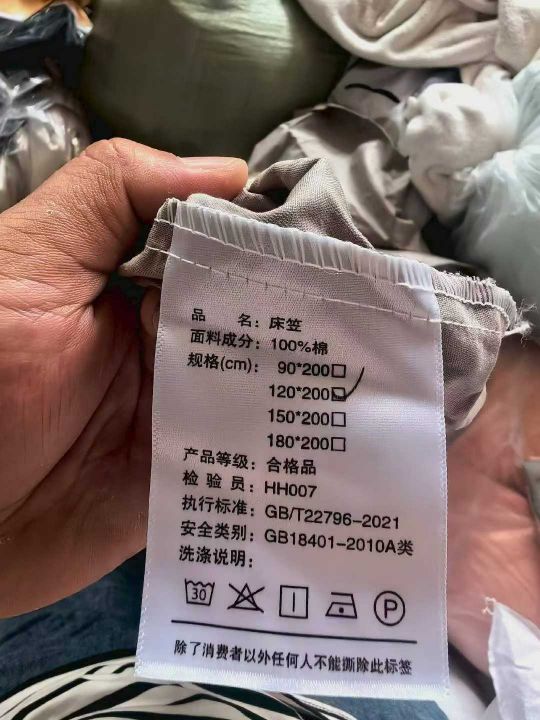 品 名：床笠
面料成分：100%棉
规格(cm)：90*200□
120*200□
150*200□
180*200□
产品等级：合格品
检 验 员：HH007
执行标准：GB/T22796-2021
安全类别：GB18401-2010A类
洗涤说明：
30
P
除了消费者以外任何人不能撕除此标签